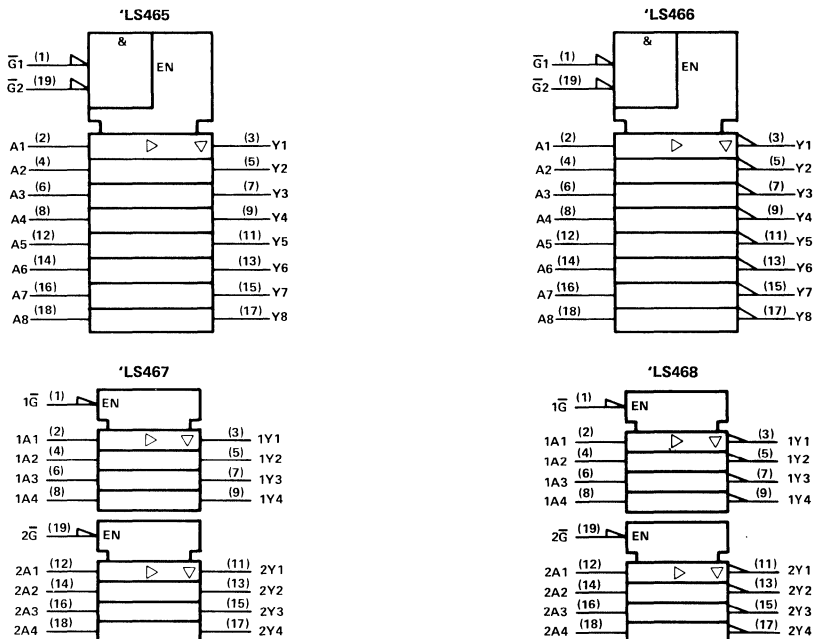 'LS465
&
EN
G̅1 (1)
G̅2 (19)
A1 (2) ▷ ▽ (3) Y1
A2 (4) (5) Y2
A3 (6) (7) Y3
A4 (8) (9) Y4
A5 (12) (11) Y5
A6 (14) (13) Y6
A7 (16) (15) Y7
A8 (18) (17) Y8
'LS466
&
EN
G̅1 (1)
G̅2 (19)
A1 (2) ▷ ▽ (3) Y1
A2 (4) (5) Y2
A3 (6) (7) Y3
A4 (8) (9) Y4
A5 (12) (11) Y5
A6 (14) (13) Y6
A7 (16) (15) Y7
A8 (18) (17) Y8
'LS467
1G̅ (1) EN
1A1 (2) ▷ ▽ (3) 1Y1
1A2 (4) (5) 1Y2
1A3 (6) (7) 1Y3
1A4 (8) (9) 1Y4
2G̅ (19) EN
2A1 (12) ▷ ▽ (11) 2Y1
2A2 (14) (13) 2Y2
2A3 (16) (15) 2Y3
2A4 (18) (17) 2Y4
'LS468
1G̅ (1) EN
1A1 (2) ▷ ▽ (3) 1Y1
1A2 (4) (5) 1Y2
1A3 (6) (7) 1Y3
1A4 (8) (9) 1Y4
2G̅ (19) EN
2A1 (12) ▷ ▽ (11) 2Y1
2A2 (14) (13) 2Y2
2A3 (16) (15) 2Y3
2A4 (18) (17) 2Y4